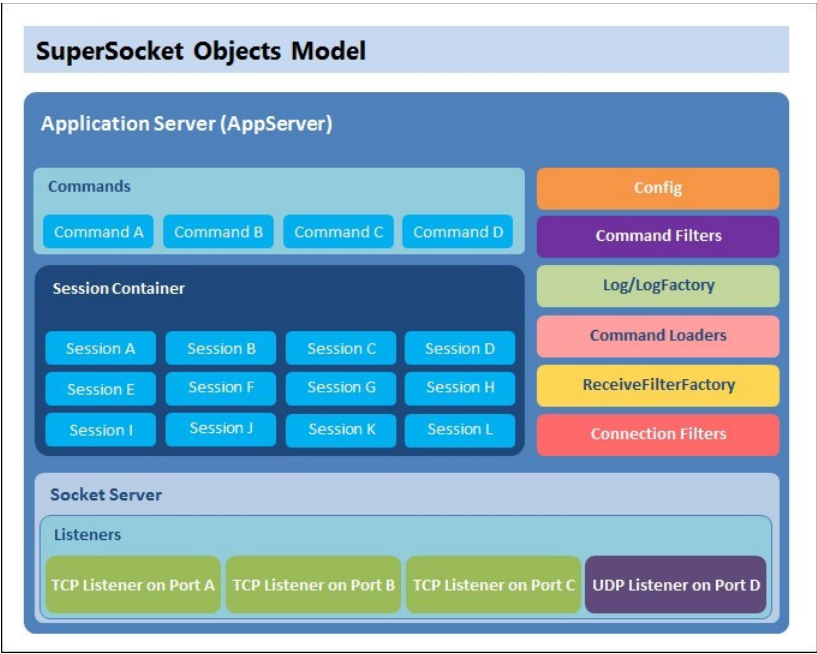 SuperSocket Objects Model
Application Server (AppServer)
Commands
Command A
Command B
Command C
Command D
Session Container
Session A
Session B
Session C
Session D
Session E
Session F
Session G
Session H
Session I
Session J
Session K
Session L
Config
Command Filters
Log/LogFactory
Command Loaders
ReceiveFilterFactory
Connection Filters
Socket Server
Listeners
TCP Listener on Port A
TCP Listener on Port B
TCP Listener on Port C
UDP Listener on Port D